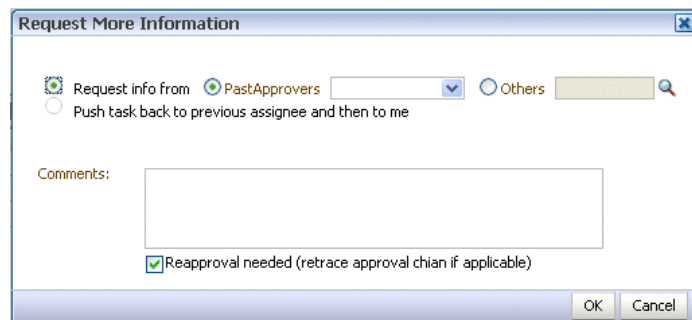 Request More Information
Request info from PastApprovers Others
Push task back to previous assignee and then to me
Comments:
Reapproval needed (retrace approval chian if applicable)
OK Cancel